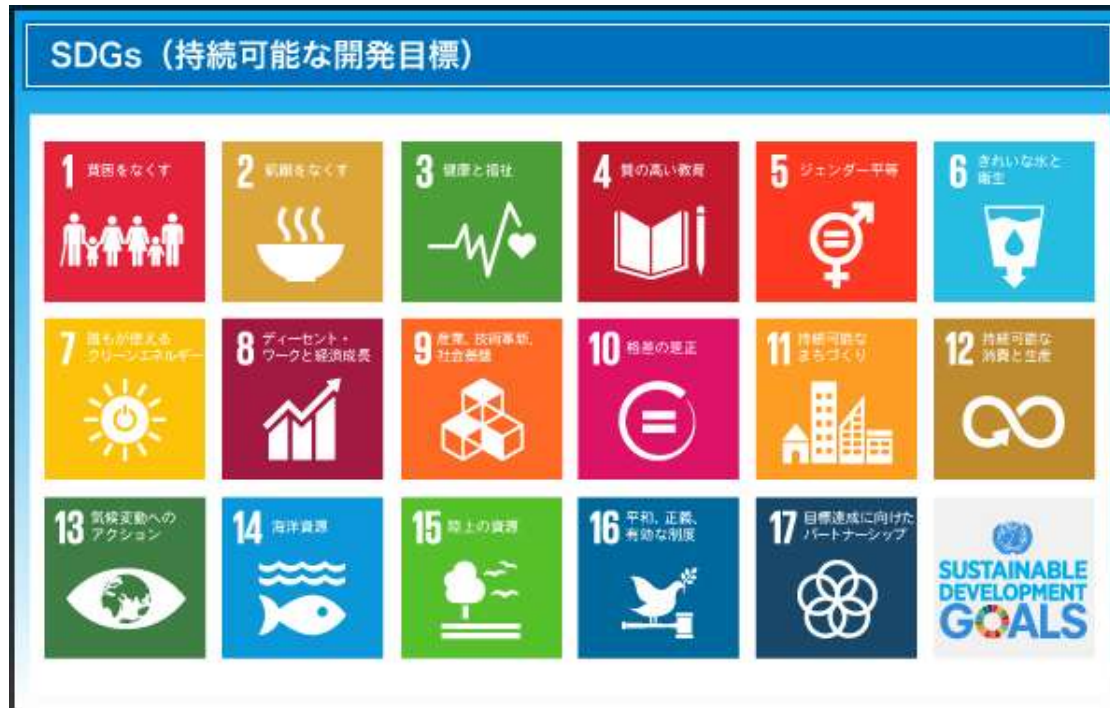 SDGs（持続可能な開発目標）
1 貧困をなくす
2 飢餓をなくす
3 健康と福祉
4 質の高い教育
5 ジェンダー平等
6 きれいな水と
衛生
7 誰もが使える
クリーンエネルギー
8 ディーセント・
ワークと経済成長
9 産業、技術革新、
社会基盤
10 格差の是正
11 持続可能な
まちづくり
12 持続可能な
消費と生産
13 気候変動への
アクション
14 海洋資源
15 陸上の資源
16 平和、正義、
有効な制度
17 目標達成に向けた
パートナーシップ
SUSTAINABLE
DEVELOPMENT
GOALS